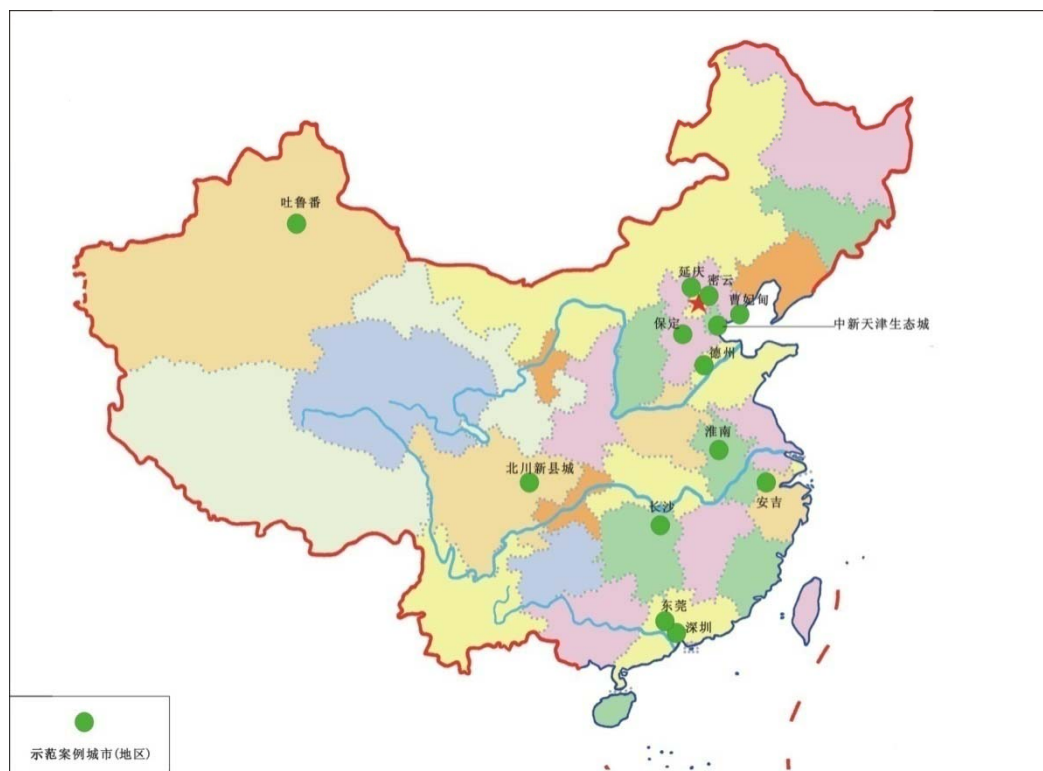 吐鲁番
延庆
密云
曹妃甸
中新天津生态城
保定
德州
淮南
北川新县城
安吉
长沙
东莞
深圳
示范案例城市(地区)